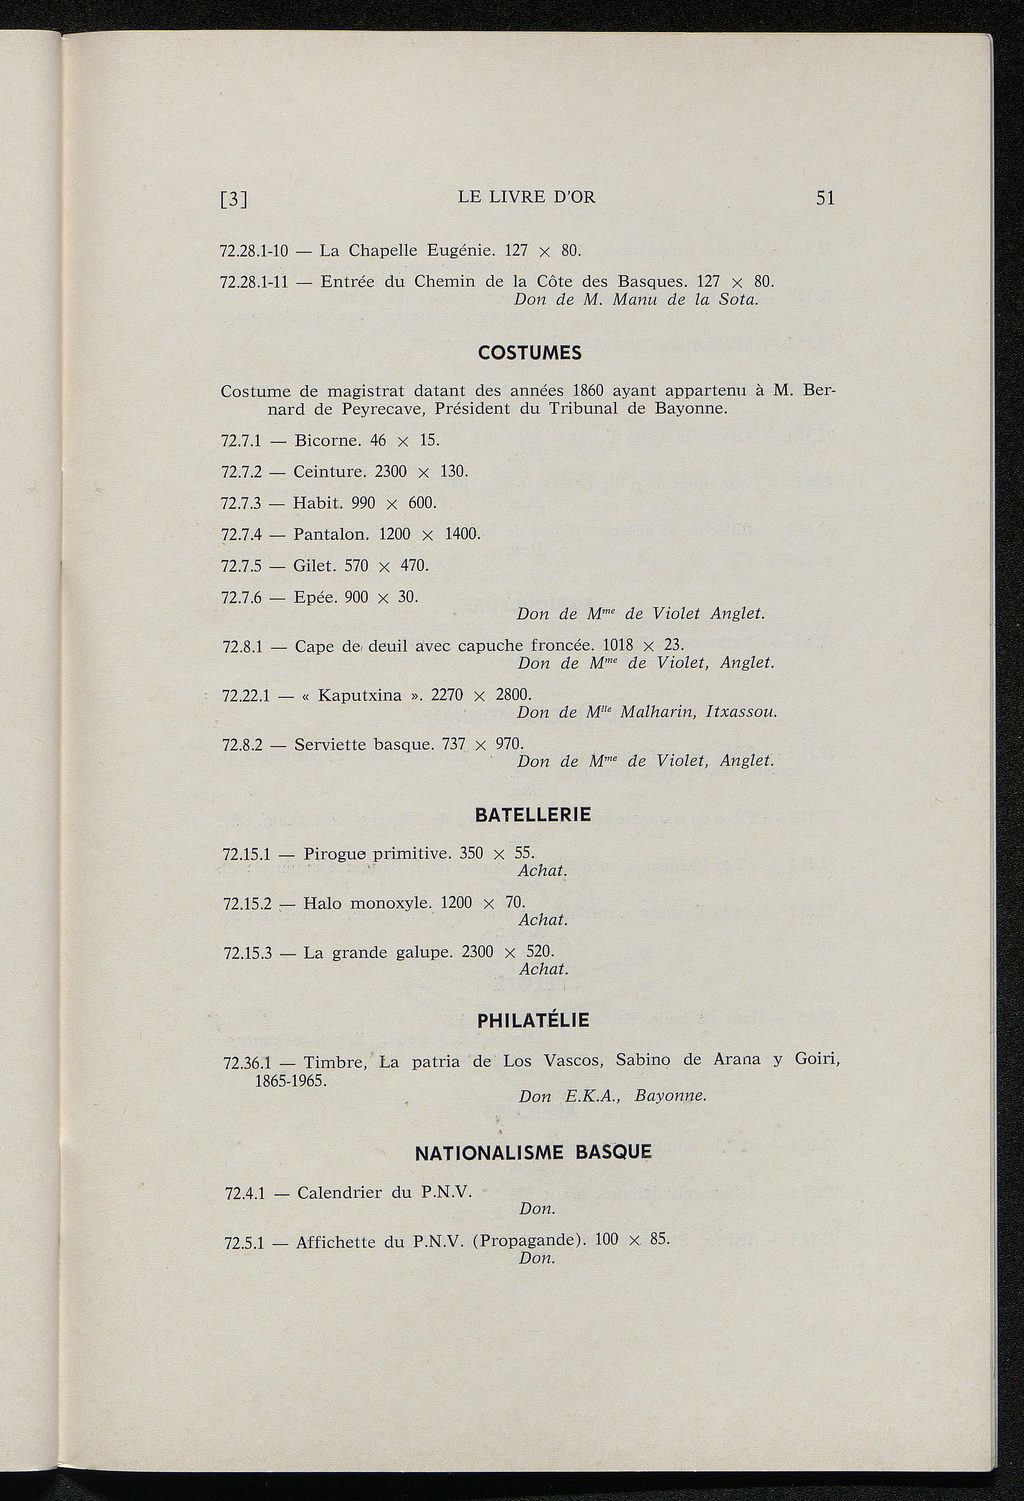 [3] LE LIVRE D'OR 51
72.28.1-10 — La Chapelle Eugénie. 127 × 80.
72.28.1-11 — Entrée du Chemin de la Côte des Basques. 127 × 80.
Don de M. Manu de la Sota.
COSTUMES
Costume de magistrat datant des années 1860 ayant appartenu à M. Ber-
nard de Peyrecave, Président du Tribunal de Bayonne.
72.7.1 — Bicorne. 46 × 15.
72.7.2 — Ceinture. 2300 × 130.
72.7.3 — Habit. 990 × 600.
72.7.4 — Pantalon. 1200 × 1400.
72.7.5 — Gilet. 570 × 470.
72.7.6 — Epée. 900 × 30.
Don de Mme de Violet Anglet.
72.8.1 — Cape de deuil avec capuche froncée. 1018 × 23.
Don de Mme de Violet, Anglet.
72.22.1 — « Kaputxina ». 2270 × 2800.
Don de Mlle Malharin, Itxassou.
72.8.2 — Serviette basque. 737 × 970.
Don de Mme de Violet, Anglet.
BATELLERIE
72.15.1 — Pirogue primitive. 350 × 55.
Achat.
72.15.2 — Halo monoxyle. 1200 × 70.
Achat.
72.15.3 — La grande galupe. 2300 × 520.
Achat.
PHILATÉLIE
72.36.1 — Timbre, La patria de Los Vascos, Sabino de Arana y Goiri,
1865-1965.
Don E.K.A., Bayonne.
NATIONALISME BASQUE
72.4.1 — Calendrier du P.N.V.
Don.
72.5.1 — Affichette du P.N.V. (Propagande). 100 × 85.
Don.